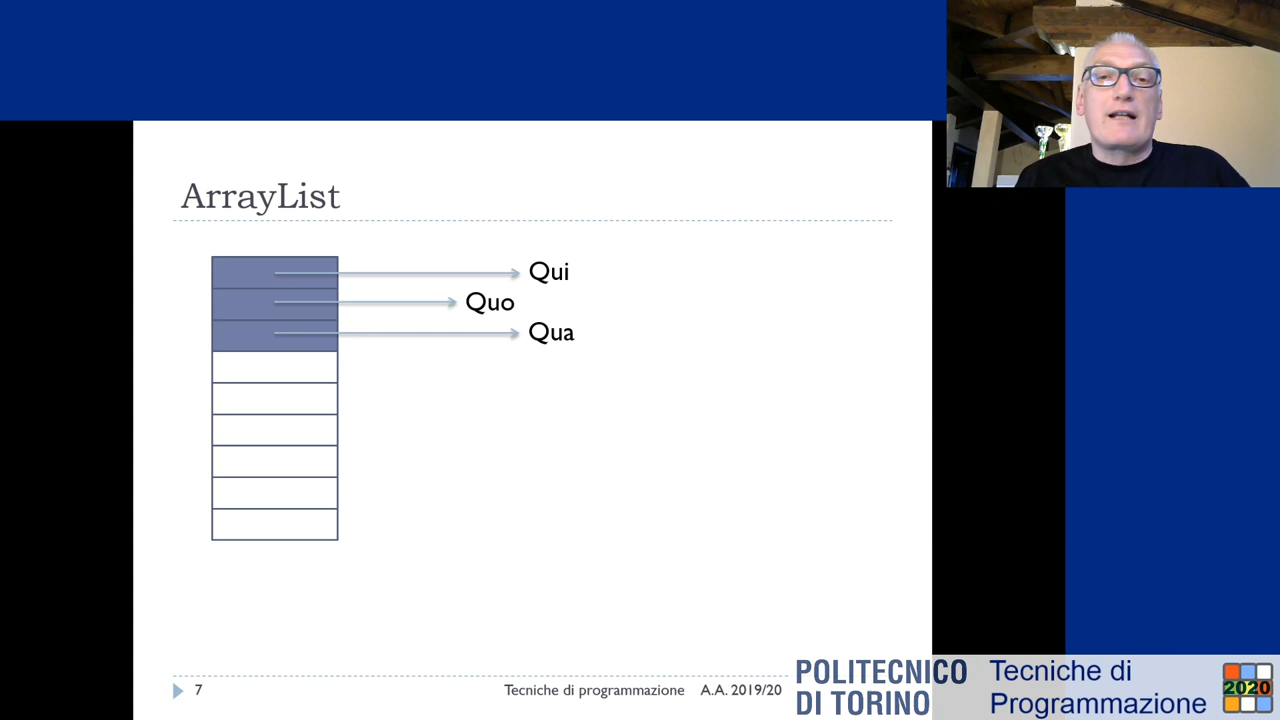 ArrayList
Qui
Quo
Qua
7
Tecniche di programmazione A.A. 2019/20
POLITECNICO
DI TORINO
Tecniche di
Programmazione
2020